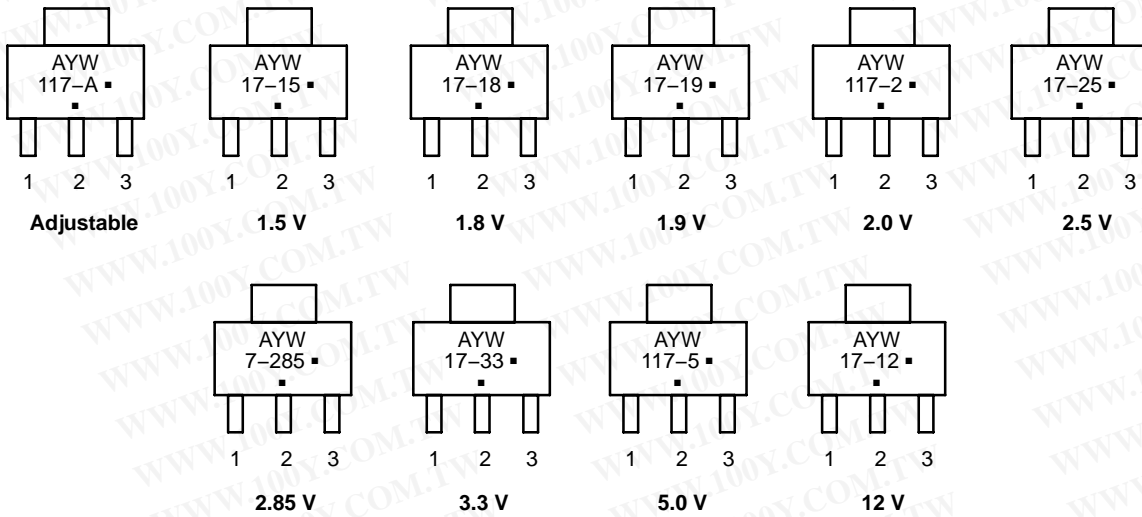 AYW
117–A ▪
▪
1 2 3
Adjustable
AYW
17–15 ▪
▪
1 2 3
1.5 V
AYW
17–18 ▪
▪
1 2 3
1.8 V
AYW
17–19 ▪
▪
1 2 3
1.9 V
AYW
117–2 ▪
▪
1 2 3
2.0 V
AYW
17–25 ▪
▪
1 2 3
2.5 V
AYW
7–285 ▪
▪
1 2 3
2.85 V
AYW
17–33 ▪
▪
1 2 3
3.3 V
AYW
117–5 ▪
▪
1 2 3
5.0 V
AYW
17–12 ▪
▪
1 2 3
12 V
WWW.100Y.COM.TW